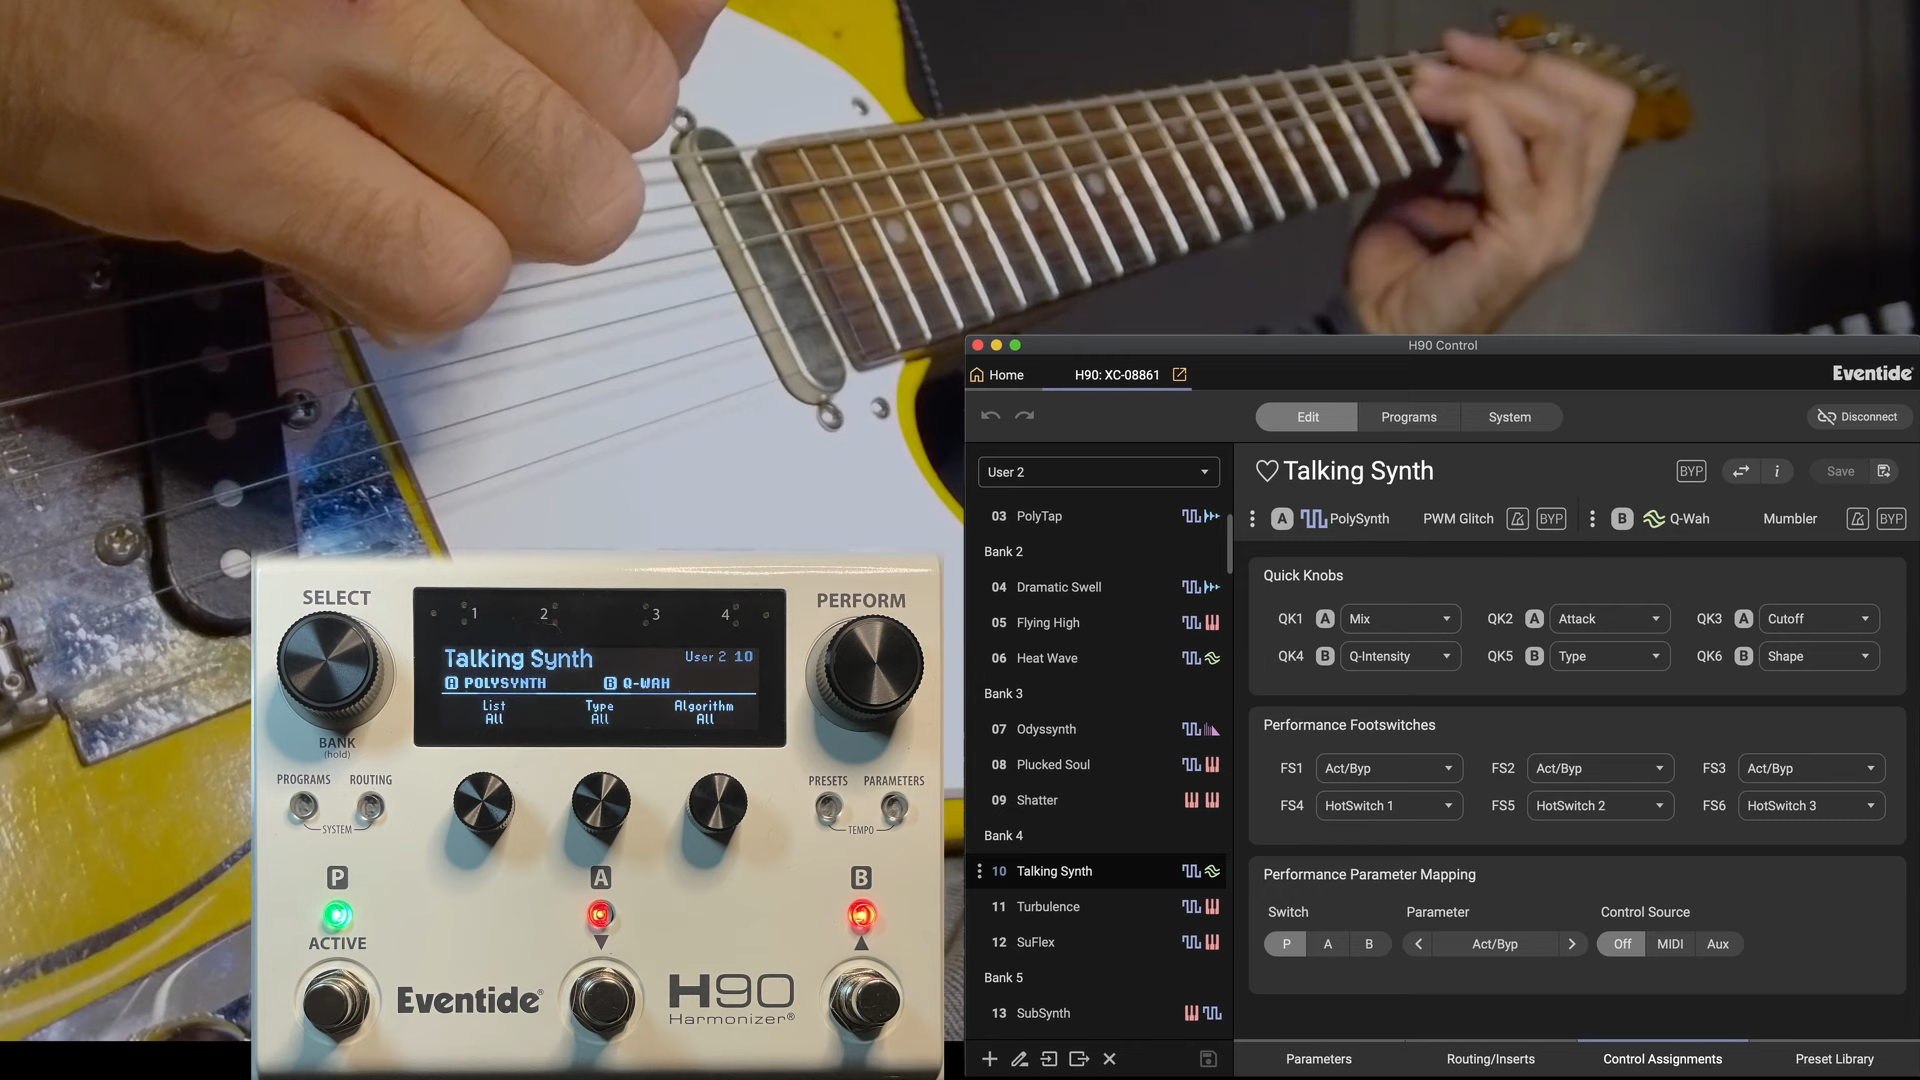 SELECT
1 2 3 4
PERFORM
Talking Synth User 2 10
A POLYSYNTH B Q-WAH
List Type Algorithm
All All All
BANK
(hold)
PROGRAMS ROUTING
SYSTEM
PRESETS PARAMETERS
TEMPO
P A B
ACTIVE
Eventide®
H90
Harmonizer®
H90 Control
Home H90: XC-08861 Eventide®
Edit Programs System Disconnect
User 2
03 PolyTap
Bank 2
04 Dramatic Swell
05 Flying High
06 Heat Wave
Bank 3
07 Odyssynth
08 Plucked Soul
09 Shatter
Bank 4
10 Talking Synth
11 Turbulence
12 SuFlex
Bank 5
13 SubSynth
Talking Synth BYP i Save
A PolySynth PWM Glitch BYP B Q-Wah Mumbler BYP
Quick Knobs
QK1 A Mix QK2 A Attack QK3 A Cutoff
QK4 B Q-Intensity QK5 B Type QK6 B Shape
Performance Footswitches
FS1 Act/Byp FS2 Act/Byp FS3 Act/Byp
FS4 HotSwitch 1 FS5 HotSwitch 2 FS6 HotSwitch 3
Performance Parameter Mapping
Switch Parameter Control Source
P A B Act/Byp Off MIDI Aux
Parameters Routing/Inserts Control Assignments Preset Library